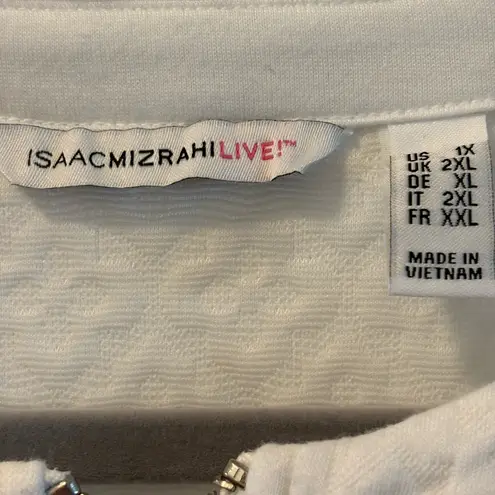 ISAACMIZRAHILIVE!™
US 1X
UK 2XL
DE XL
IT 2XL
FR XXL
MADE IN
VIETNAM